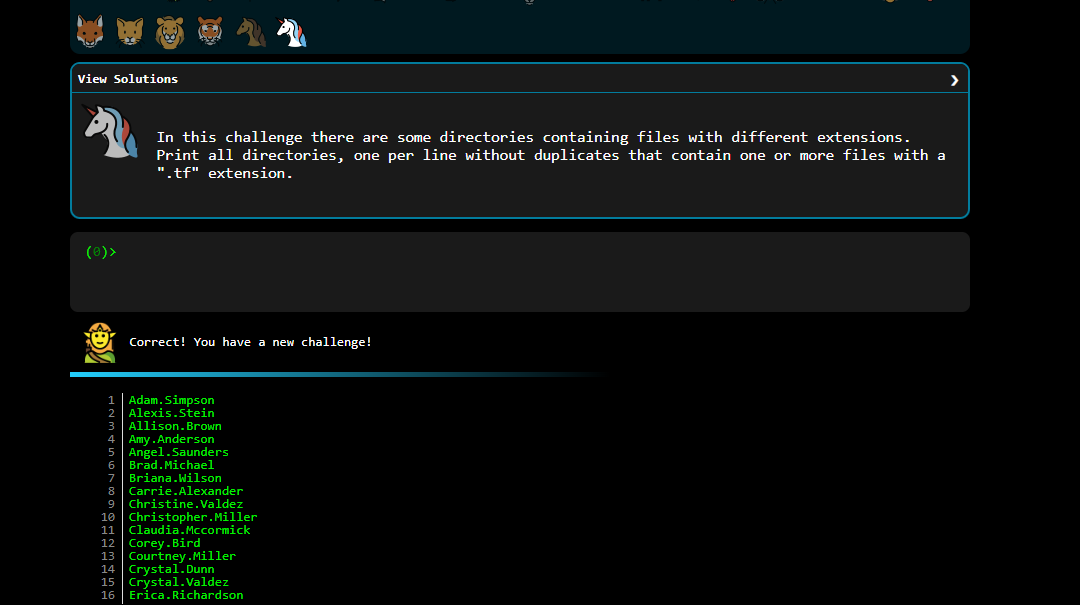 View Solutions
In this challenge there are some directories containing files with different extensions.
Print all directories, one per line without duplicates that contain one or more files with a
".tf" extension.
(0)>
Correct! You have a new challenge!
1 Adam.Simpson
2 Alexis.Stein
3 Allison.Brown
4 Amy.Anderson
5 Angel.Saunders
6 Brad.Michael
7 Briana.Wilson
8 Carrie.Alexander
9 Christine.Valdez
10 Christopher.Miller
11 Claudia.Mccormick
12 Corey.Bird
13 Courtney.Miller
14 Crystal.Dunn
15 Crystal.Valdez
16 Erica.Richardson